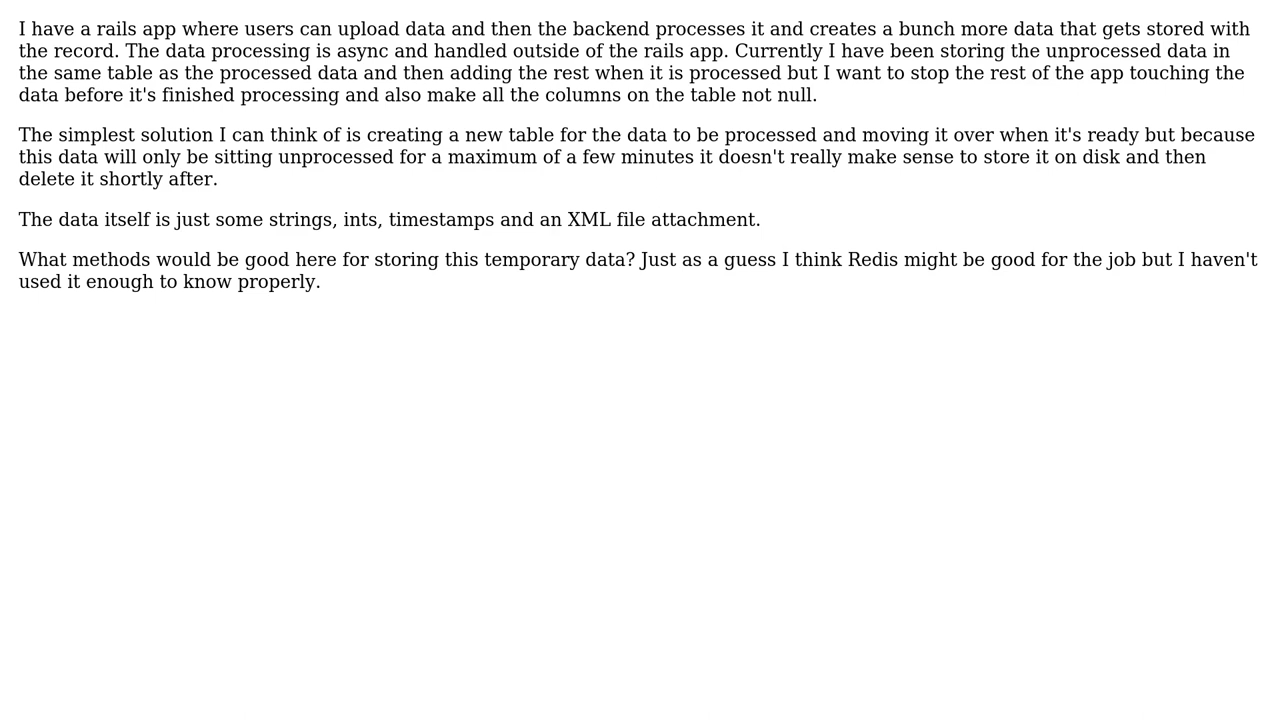 I have a rails app where users can upload data and then the backend processes it and creates a bunch more data that gets stored with
the record. The data processing is async and handled outside of the rails app. Currently I have been storing the unprocessed data in
the same table as the processed data and then adding the rest when it is processed but I want to stop the rest of the app touching the
data before it's finished processing and also make all the columns on the table not null.
The simplest solution I can think of is creating a new table for the data to be processed and moving it over when it's ready but because
this data will only be sitting unprocessed for a maximum of a few minutes it doesn't really make sense to store it on disk and then
delete it shortly after.
The data itself is just some strings, ints, timestamps and an XML file attachment.
What methods would be good here for storing this temporary data? Just as a guess I think Redis might be good for the job but I haven't
used it enough to know properly.